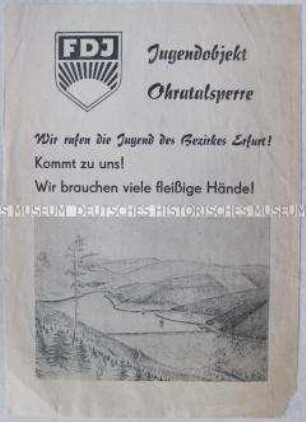 FDJ
Jugendobjekt
Ohratalsperre
Wir rufen die Jugend des Bezirkes Erfurt!
Kommt zu uns!
Wir brauchen viele fleißige Hände!
S MUSEUM DEUTSCHES HISTORISCHES MUSEUM DE